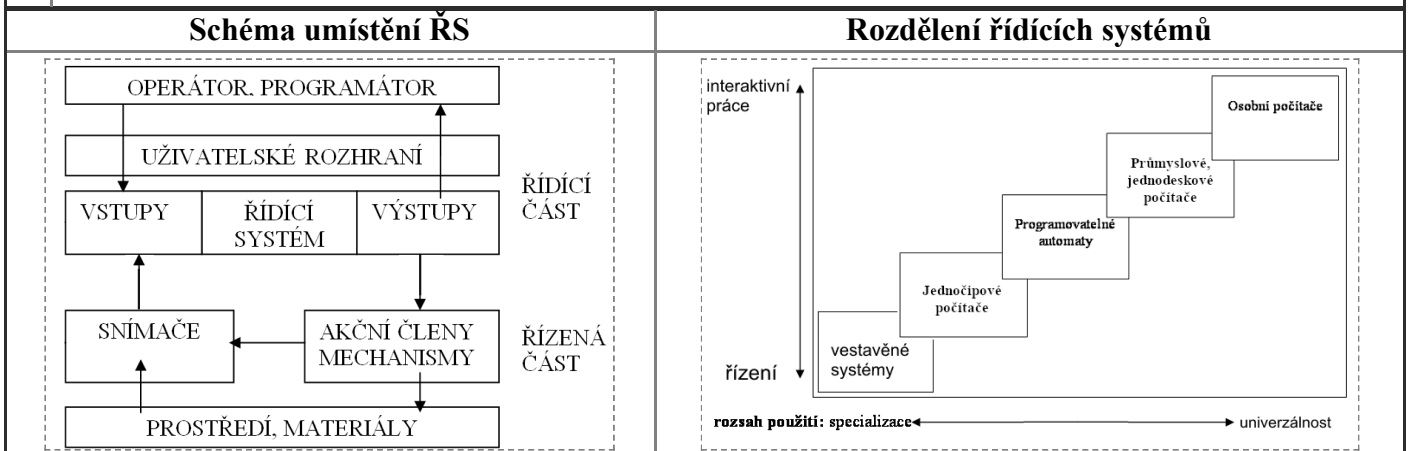 Schéma umístění ŘS
OPERÁTOR, PROGRAMÁTOR
UŽIVATELSKÉ ROZHRANÍ
VSTUPY
ŘÍDÍCÍ
SYSTÉM
VÝSTUPY
ŘÍDÍCÍ
ČÁST
SNÍMAČE
AKČNÍ ČLENY
MECHANISMY
ŘÍZENÁ
ČÁST
PROSTŘEDÍ, MATERIÁLY
Rozdělení řídících systémů
interaktivní
práce
Osobní počítače
Průmyslové,
jednodeskové
počítače
Programovatelné
automaty
Jednočipové
počítače
vestavěné
systémy
řízení
rozsah použití: specializace
univerzálnost